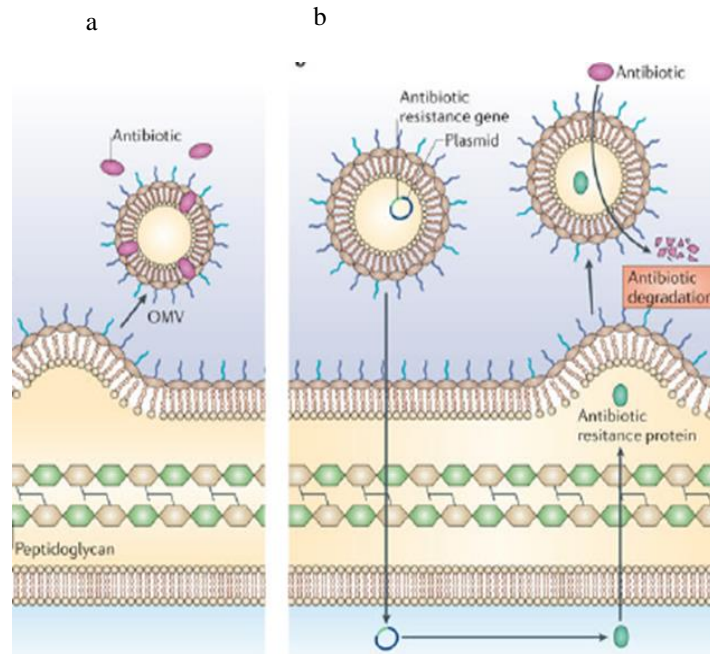 a
b
Antibiotic
OMV
Peptidoglycan
Antibiotic
resistance gene
Plasmid
Antibiotic
Antibiotic
degradation
Antibiotic
resitance protein